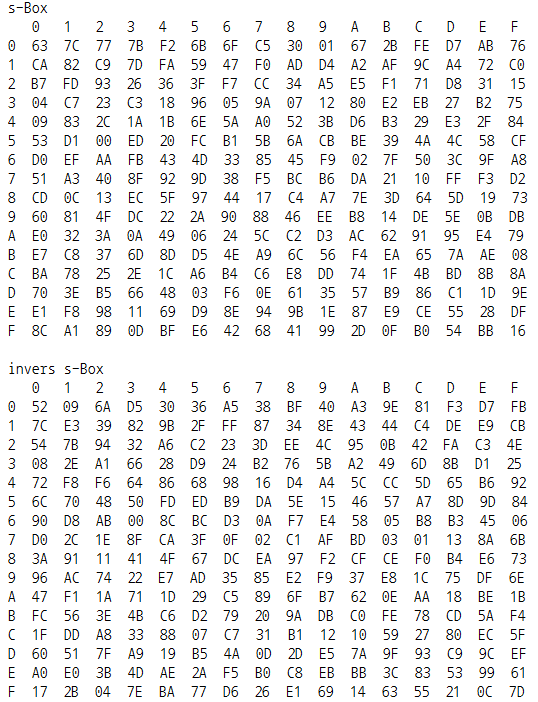 s-Box
0 1 2 3 4 5 6 7 8 9 A B C D E F
0 63 7C 77 7B F2 6B 6F C5 30 01 67 2B FE D7 AB 76
1 CA 82 C9 7D FA 59 47 F0 AD D4 A2 AF 9C A4 72 C0
2 B7 FD 93 26 36 3F F7 CC 34 A5 E5 F1 71 D8 31 15
3 04 C7 23 C3 18 96 05 9A 07 12 80 E2 EB 27 B2 75
4 09 83 2C 1A 1B 6E 5A A0 52 3B D6 B3 29 E3 2F 84
5 53 D1 00 ED 20 FC B1 5B 6A CB BE 39 4A 4C 58 CF
6 D0 EF AA FB 43 4D 33 85 45 F9 02 7F 50 3C 9F A8
7 51 A3 40 8F 92 9D 38 F5 BC B6 DA 21 10 FF F3 D2
8 CD 0C 13 EC 5F 97 44 17 C4 A7 7E 3D 64 5D 19 73
9 60 81 4F DC 22 2A 90 88 46 EE B8 14 DE 5E 0B DB
A E0 32 3A 0A 49 06 24 5C C2 D3 AC 62 91 95 E4 79
B E7 C8 37 6D 8D D5 4E A9 6C 56 F4 EA 65 7A AE 08
C BA 78 25 2E 1C A6 B4 C6 E8 DD 74 1F 4B BD 8B 8A
D 70 3E B5 66 48 03 F6 0E 61 35 57 B9 86 C1 1D 9E
E E1 F8 98 11 69 D9 8E 94 9B 1E 87 E9 CE 55 28 DF
F 8C A1 89 0D BF E6 42 68 41 99 2D 0F B0 54 BB 16
invers s-Box
0 1 2 3 4 5 6 7 8 9 A B C D E F
0 52 09 6A D5 30 36 A5 38 BF 40 A3 9E 81 F3 D7 FB
1 7C E3 39 82 9B 2F FF 87 34 8E 43 44 C4 DE E9 CB
2 54 7B 94 32 A6 C2 23 3D EE 4C 95 0B 42 FA C3 4E
3 08 2E A1 66 28 D9 24 B2 76 5B A2 49 6D 8B D1 25
4 72 F8 F6 64 86 68 98 16 D4 A4 5C CC 5D 65 B6 92
5 6C 70 48 50 FD ED B9 DA 5E 15 46 57 A7 8D 9D 84
6 90 D8 AB 00 8C BC D3 0A F7 E4 58 05 B8 B3 45 06
7 D0 2C 1E 8F CA 3F 0F 02 C1 AF BD 03 01 13 8A 6B
8 3A 91 11 41 4F 67 DC EA 97 F2 CF CE F0 B4 E6 73
9 96 AC 74 22 E7 AD 35 85 E2 F9 37 E8 1C 75 DF 6E
A 47 F1 1A 71 1D 29 C5 89 6F B7 62 0E AA 18 BE 1B
B FC 56 3E 4B C6 D2 79 20 9A DB C0 FE 78 CD 5A F4
C 1F DD A8 33 88 07 C7 31 B1 12 10 59 27 80 EC 5F
D 60 51 7F A9 19 B5 4A 0D 2D E5 7A 9F 93 C9 9C EF
E A0 E0 3B 4D AE 2A F5 B0 C8 EB BB 3C 83 53 99 61
F 17 2B 04 7E BA 77 D6 26 E1 69 14 63 55 21 0C 7D